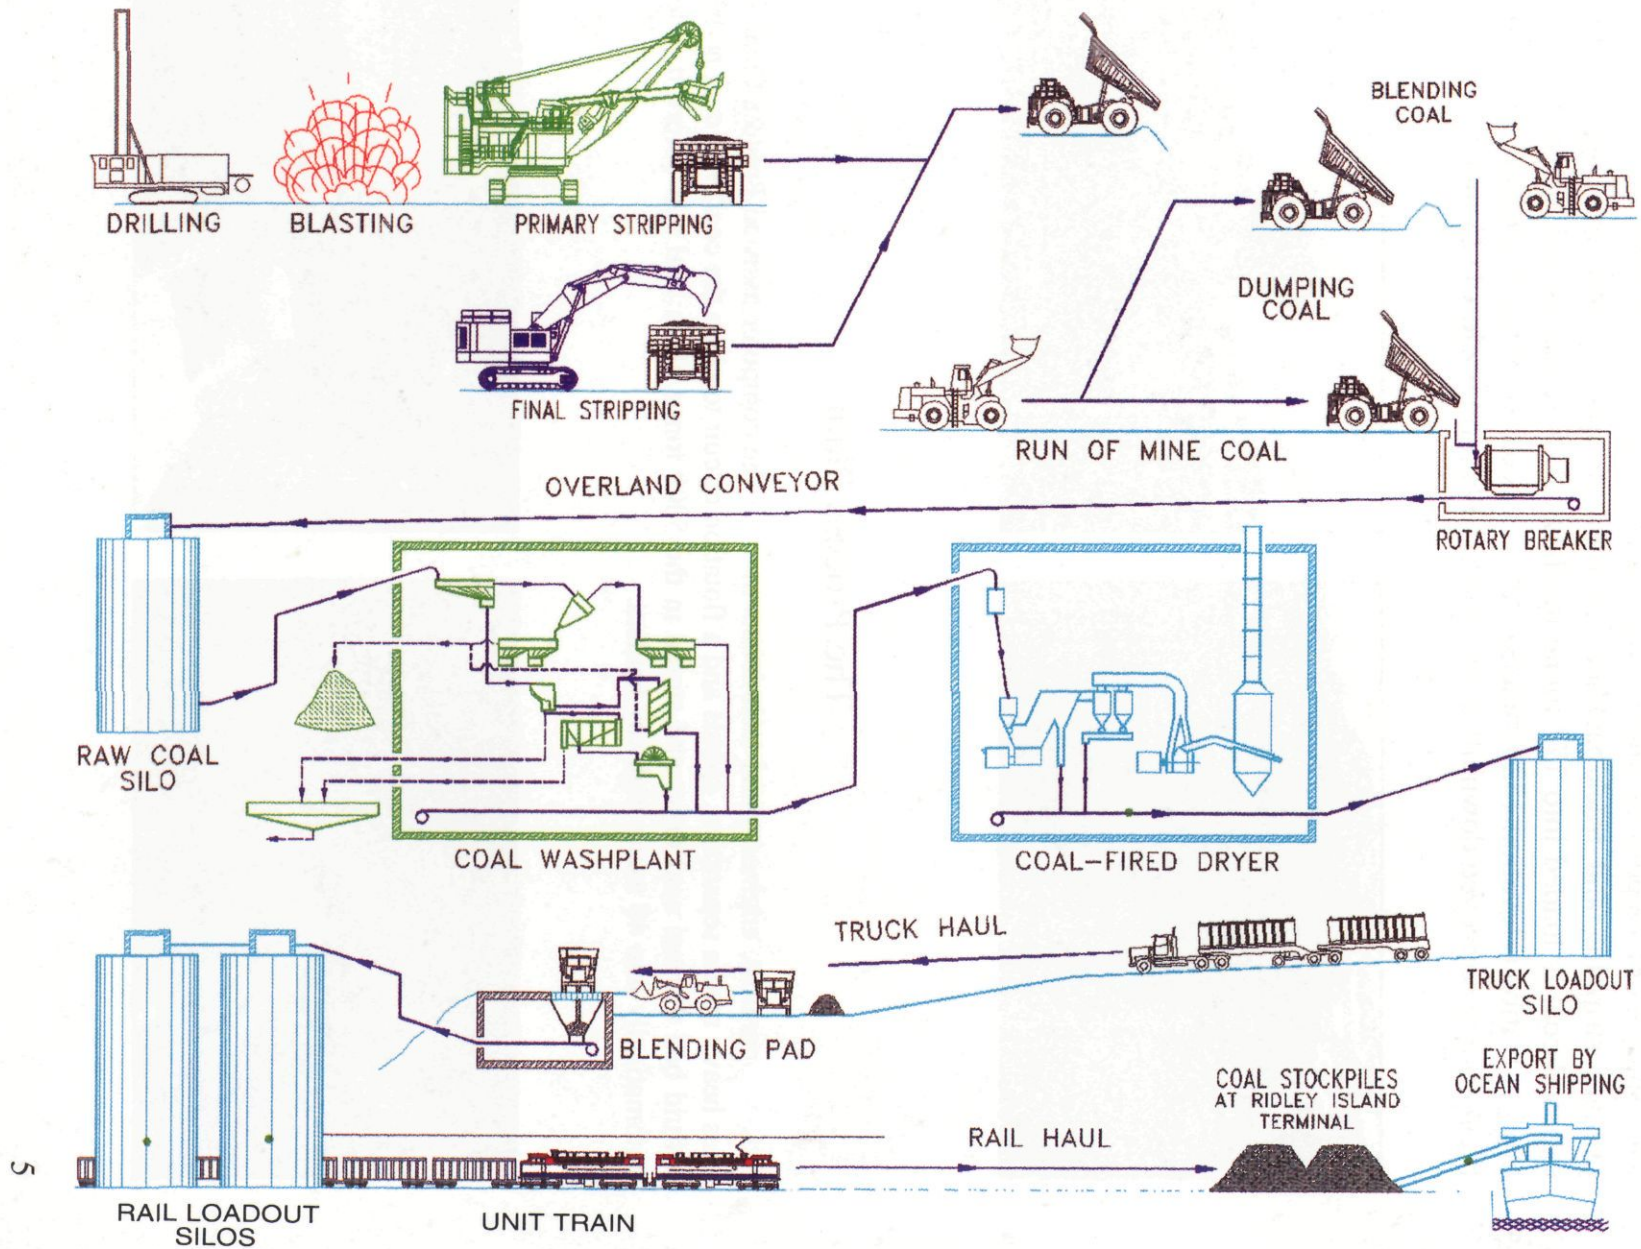 BLENDING
COAL
DRILLING
BLASTING
PRIMARY STRIPPING
DUMPING
COAL
FINAL STRIPPING
RUN OF MINE COAL
OVERLAND CONVEYOR
ROTARY BREAKER
RAW COAL
SILO
COAL WASHPLANT
COAL-FIRED DRYER
TRUCK HAUL
TRUCK LOADOUT
SILO
BLENDING PAD
EXPORT BY
OCEAN SHIPPING
COAL STOCKPILES
AT RIDLEY ISLAND
TERMINAL
RAIL HAUL
5
RAIL LOADOUT
SILOS
UNIT TRAIN